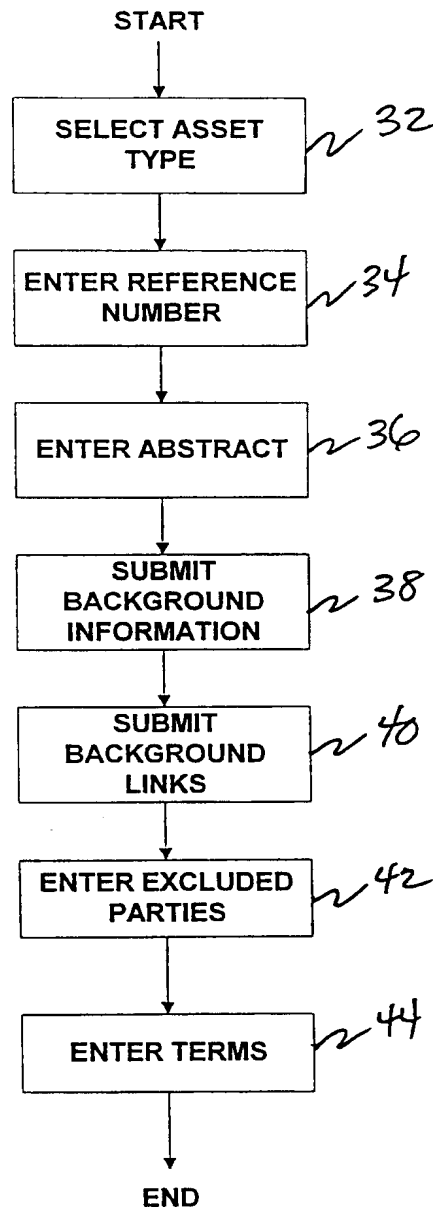 START
SELECT ASSET
TYPE
32
ENTER REFERENCE
NUMBER
34
ENTER ABSTRACT
36
SUBMIT
BACKGROUND
INFORMATION
38
SUBMIT
BACKGROUND
LINKS
40
ENTER EXCLUDED
PARTIES
42
ENTER TERMS
44
END